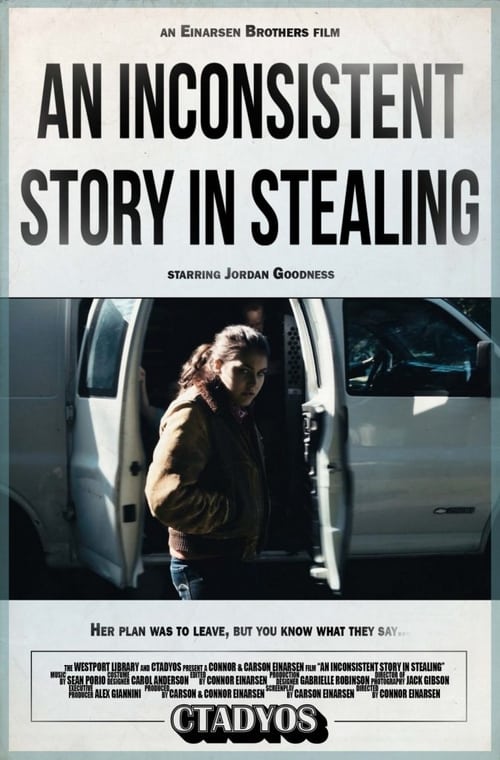 AN EINARSEN BROTHERS FILM
AN INCONSISTENT
STORY IN STEALING
STARRING JORDAN GOODNESS
HER PLAN WAS TO LEAVE, BUT YOU KNOW WHAT THEY SAY...
THE WESTPORT LIBRARY AND CTADYOS PRESENT A CONNOR & CARSON EINARSEN FILM "AN INCONSISTENT STORY IN STEALING"
MUSIC BY SEAN PORIO COSTUME DESIGNER CAROL ANDERSON EDITED BY CONNOR EINARSEN PRODUCTION DESIGNER GABRIELLE ROBINSON DIRECTOR OF PHOTOGRAPHY JACK GIBSON
EXECUTIVE PRODUCER ALEX GIANNINI PRODUCED BY CARSON & CONNOR EINARSEN SCREENPLAY BY CARSON EINARSEN DIRECTED BY CONNOR EINARSEN
CTADYOS